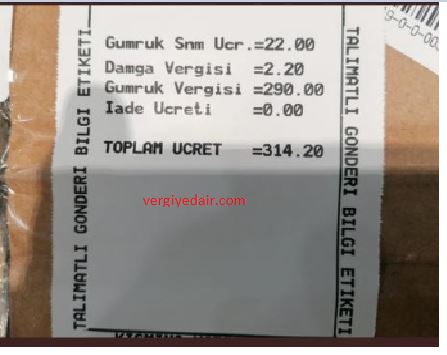 Gumruk Snm Ucr.=22.00
Damga Vergisi =2.20
Gumruk Vergisi =290.00
Iade Ucreti =0.00
TOPLAM UCRET =314.20
vergiyedair.com
TALIMATLI GONDERI BILGI ETIKETI
TALIMATLI GONDERI BILGI ETIKETI